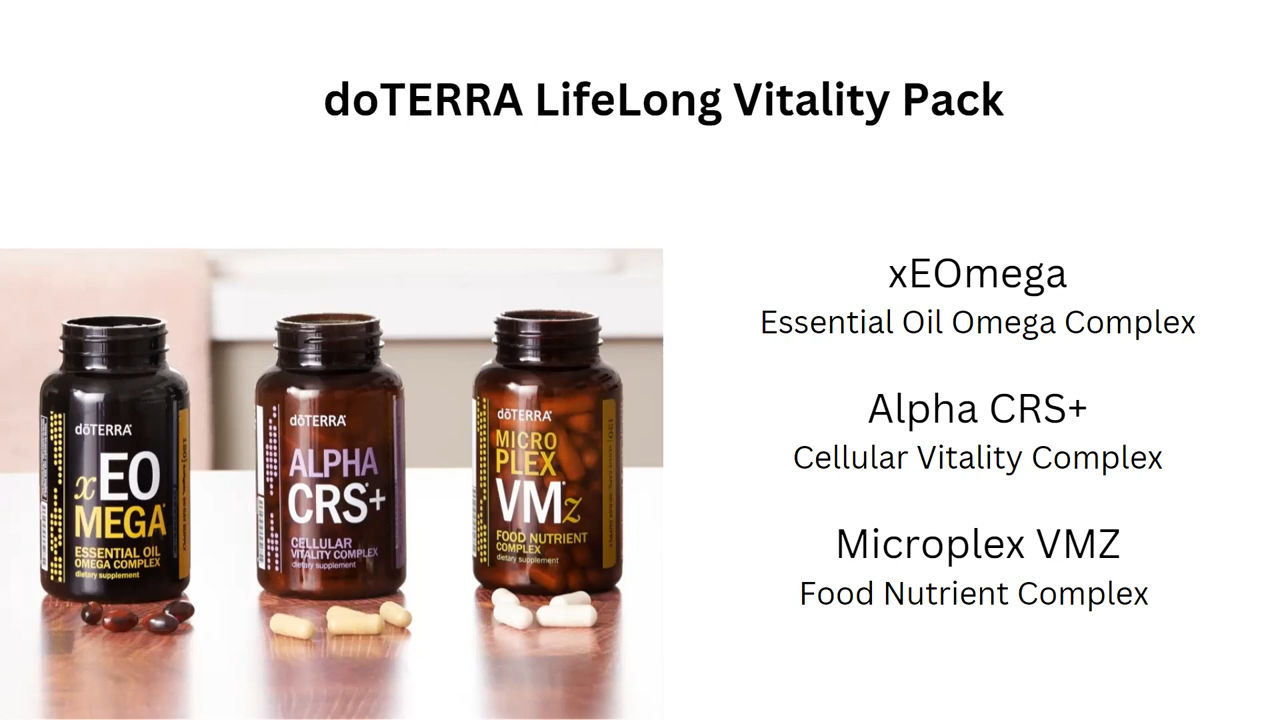 doTERRA LifeLong Vitality Pack
xEOmega
Essential Oil Omega Complex
Alpha CRS+
Cellular Vitality Complex
Microplex VMZ
Food Nutrient Complex
dōTERRA
xEO
MEGA
ESSENTIAL OIL
OMEGA COMPLEX
dietary supplement
dōTERRA
ALPHA
CRS+
CELLULAR
VITALITY COMPLEX
dietary supplement
dōTERRA
MICRO
PLEX
VMz
FOOD NUTRIENT
COMPLEX
dietary supplement